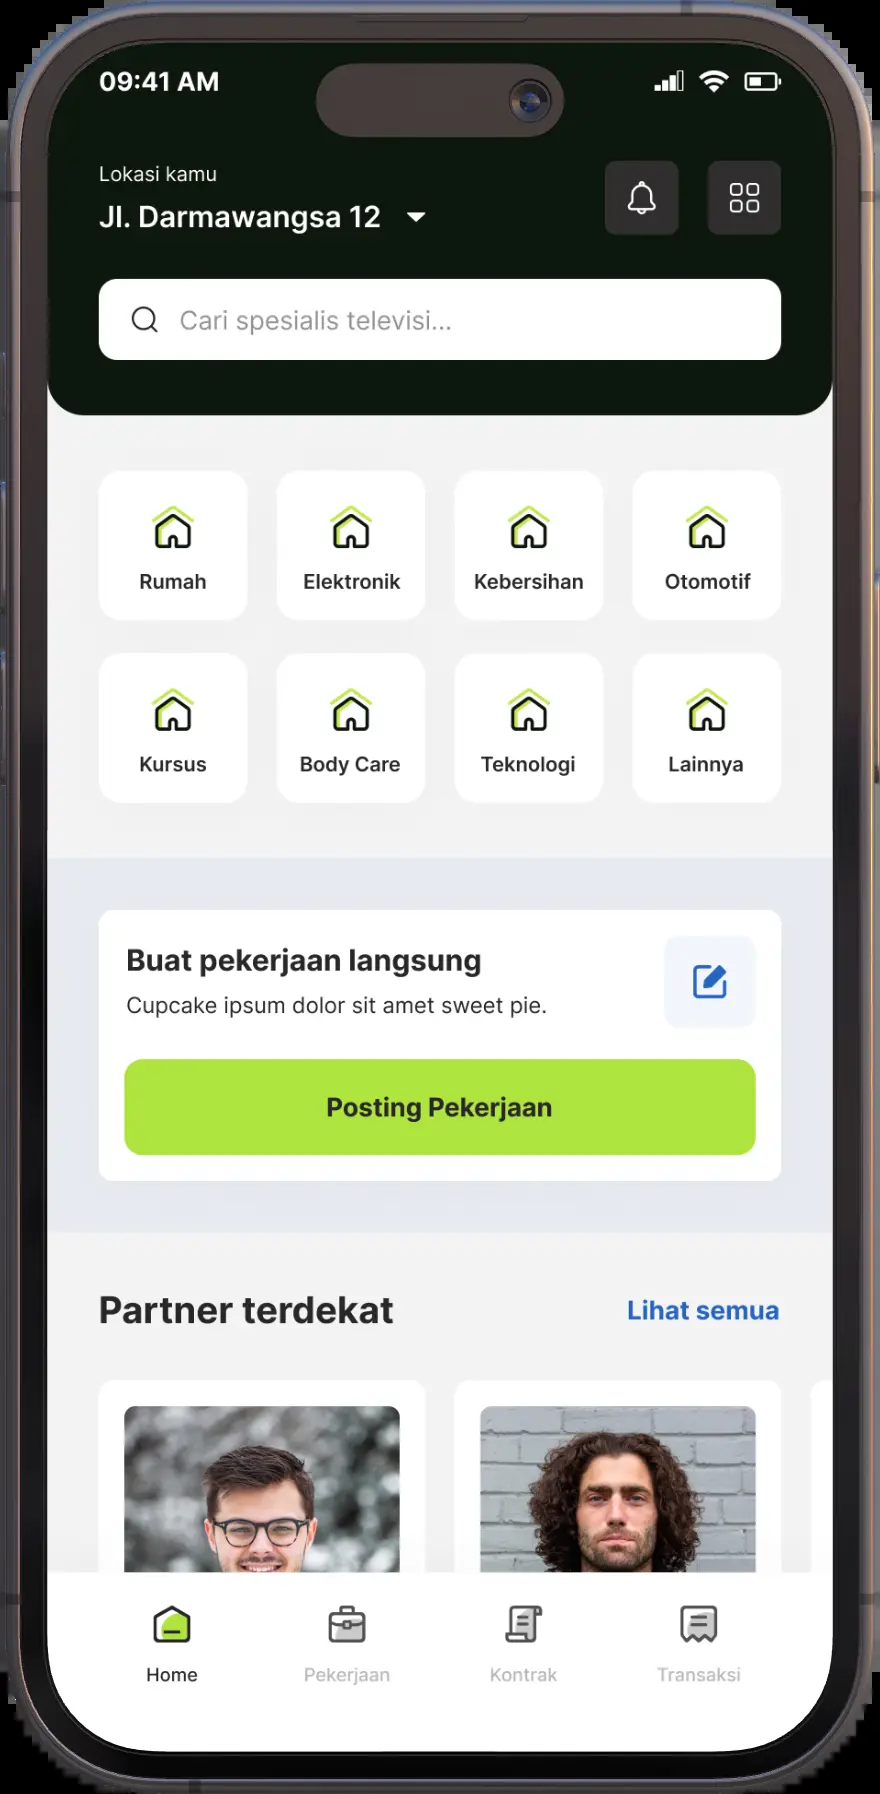 09:41 AM
Lokasi kamu
Jl. Darmawangsa 12
Cari spesialis televisi...
Rumah
Elektronik
Kebersihan
Otomotif
Kursus
Body Care
Teknologi
Lainnya
Buat pekerjaan langsung
Cupcake ipsum dolor sit amet sweet pie.
Posting Pekerjaan
Partner terdekat
Lihat semua
Home
Pekerjaan
Kontrak
Transaksi